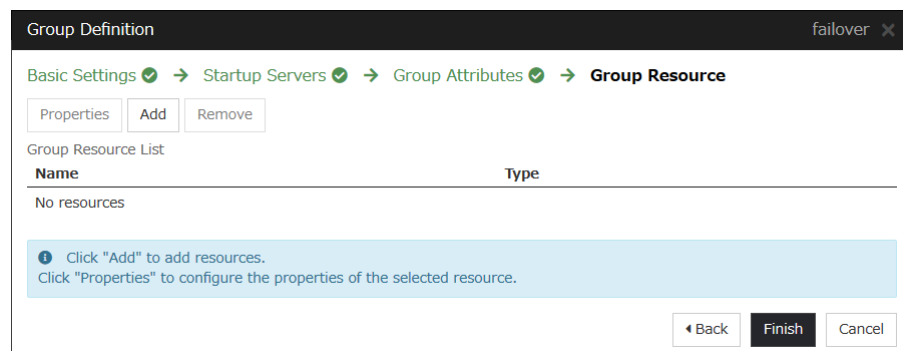 Group Definition failover
Basic Settings → Startup Servers → Group Attributes → Group Resource
Properties Add Remove
Group Resource List
Name Type
No resources
Click "Add" to add resources.
Click "Properties" to configure the properties of the selected resource.
Back Finish Cancel